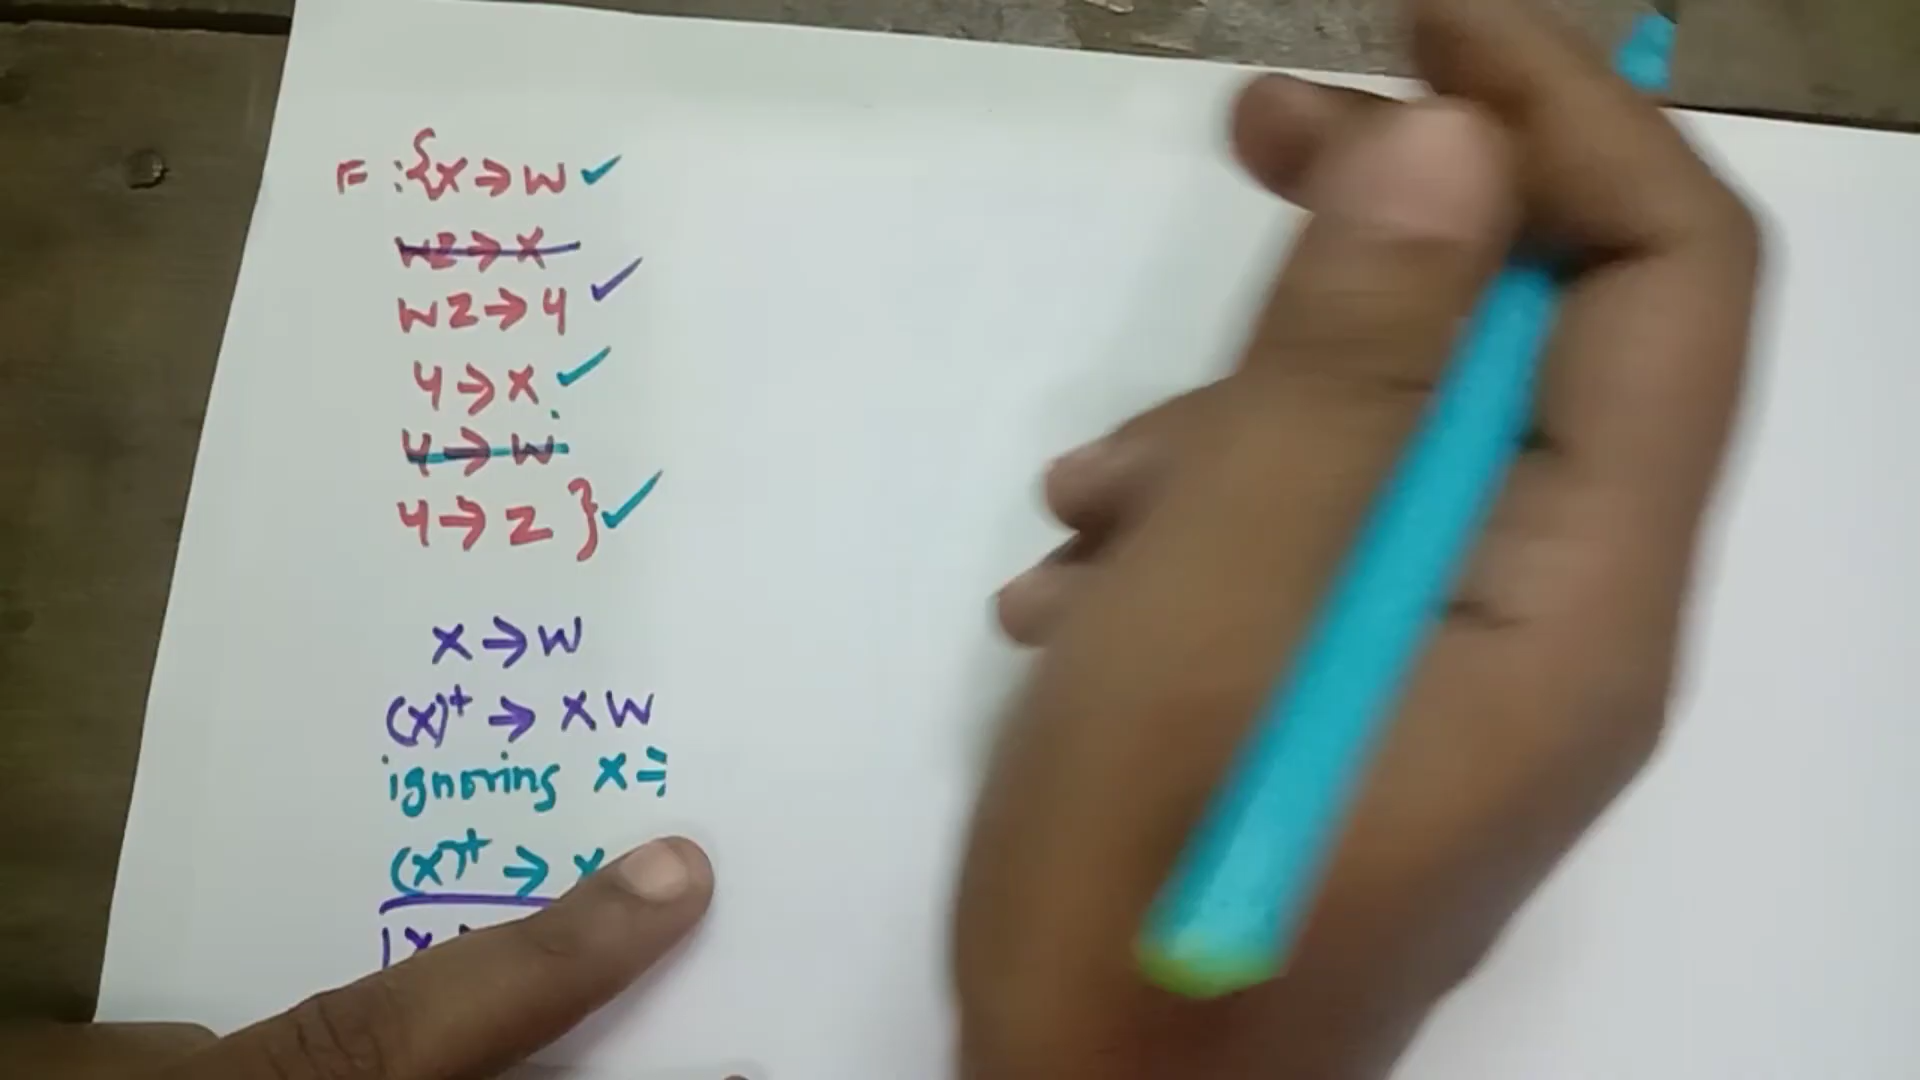 F :{X→W ✓
WZ→X
WZ→Y ✓
Y→X ✓
Y→W
Y→Z } ✓
X→W
(X)⁺ → XW
ignoring X→
(X)⁺ → X